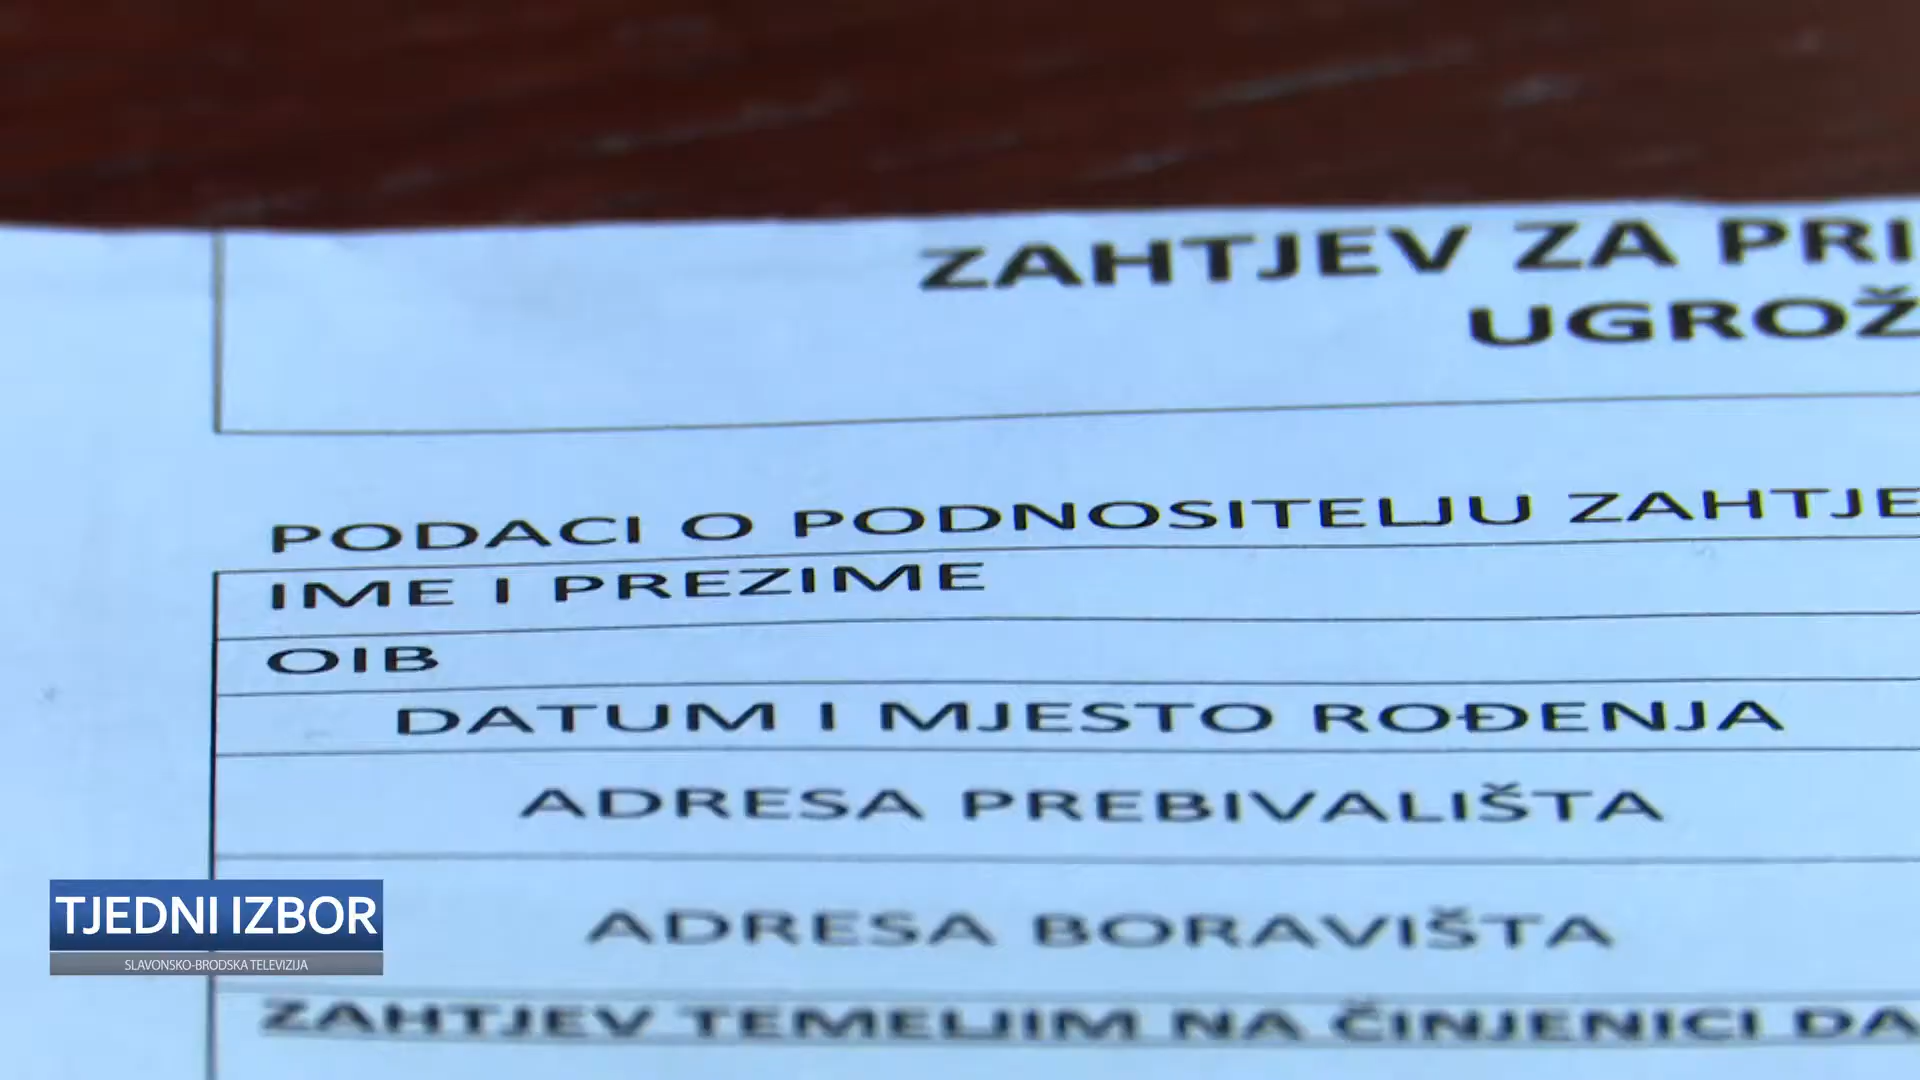 ZAHTJEV ZA PRI
UGROŽ
PODACI O PODNOSITELJU ZAHTJE
IME I PREZIME
OIB
DATUM I MJESTO ROĐENJA
ADRESA PREBIVALIŠTA
ADRESA BORAVIŠTA
ZAHTJEV TEMELJIM NA ČINJENICI DA
TJEDNI IZBOR
SLAVONSKO-BRODSKA TELEVIZIJA